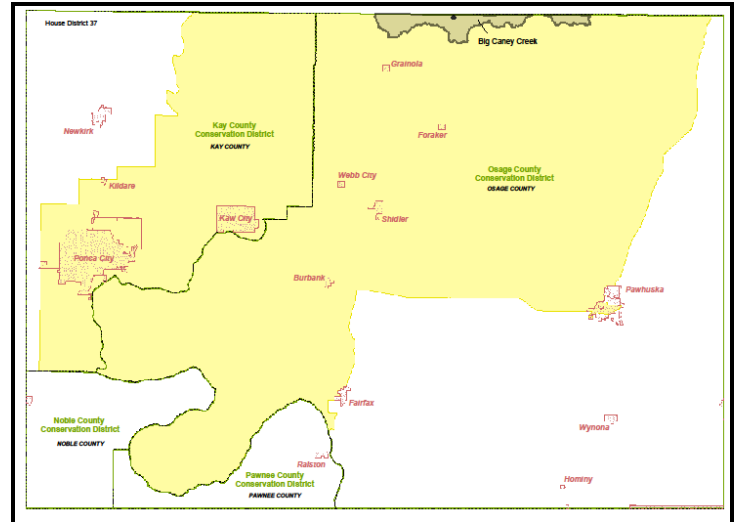 House District 37
Big Caney Creek
Grainola
Newkirk
Kay County
Conservation District
KAY COUNTY
Foraker
Osage County
Conservation District
OSAGE COUNTY
Webb City
Kildare
Kaw City
Shidler
Ponca City
Burbank
Pawhuska
Fairfax
Noble County
Conservation District
NOBLE COUNTY
Wynona
Ralston
Pawnee County
Conservation District
PAWNEE COUNTY
Hominy